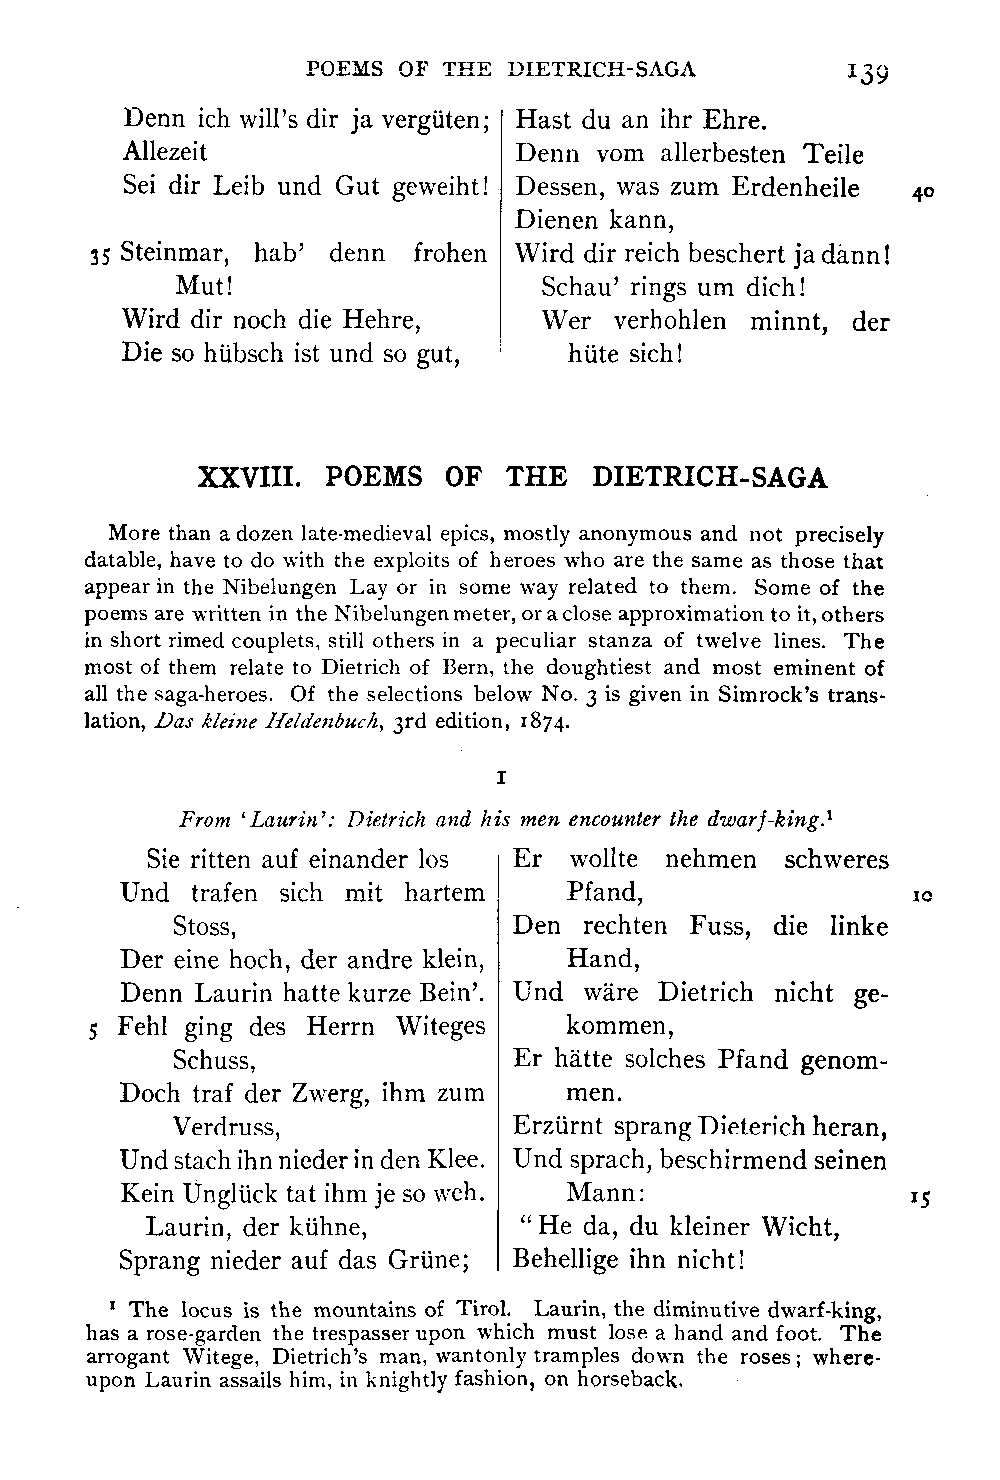 POEMS OF THE DIETRICH-SAGA 139
Denn ich will's dir ja vergüten;
Allezeit
Sei dir Leib und Gut geweiht!
35 Steinmar, hab' denn frohen
Mut!
Wird dir noch die Hehre,
Die so hübsch ist und so gut,
Hast du an ihr Ehre.
Denn vom allerbesten Teile
Dessen, was zum Erdenheile 40
Dienen kann,
Wird dir reich beschert ja dann!
Schau' rings um dich!
Wer verhohlen minnt, der
hüte sich!
XXVIII. POEMS OF THE DIETRICH-SAGA
More than a dozen late-medieval epics, mostly anonymous and not precisely
datable, have to do with the exploits of heroes who are the same as those that
appear in the Nibelungen Lay or in some way related to them. Some of the
poems are written in the Nibelungen meter, or a close approximation to it, others
in short rimed couplets, still others in a peculiar stanza of twelve lines. The
most of them relate to Dietrich of Bern, the doughtiest and most eminent of
all the saga-heroes. Of the selections below No. 3 is given in Simrock's trans-
lation, Das kleine Heldenbuch, 3rd edition, 1874.
1
From 'Laurin': Dietrich and his men encounter the dwarf-king.¹
Sie ritten auf einander los
Und trafen sich mit hartem
Stoss,
Der eine hoch, der andre klein,
Denn Laurin hatte kurze Bein'.
5 Fehl ging des Herrn Witeges
Schuss,
Doch traf der Zwerg, ihm zum
Verdruss,
Und stach ihn nieder in den Klee.
Kein Unglück tat ihm je so weh.
Laurin, der kühne,
Sprang nieder auf das Grüne;
Er wollte nehmen schweres
Pfand, 10
Den rechten Fuss, die linke
Hand,
Und wäre Dietrich nicht ge-
kommen,
Er hätte solches Pfand genom-
men.
Erzürnt sprang Dieterich heran,
Und sprach, beschirmend seinen
Mann: 15
"He da, du kleiner Wicht,
Behellige ihn nicht!
¹ The locus is the mountains of Tirol. Laurin, the diminutive dwarf-king,
has a rose-garden the trespasser upon which must lose a hand and foot. The
arrogant Witege, Dietrich's man, wantonly tramples down the roses; where-
upon Laurin assails him, in knightly fashion, on horseback.